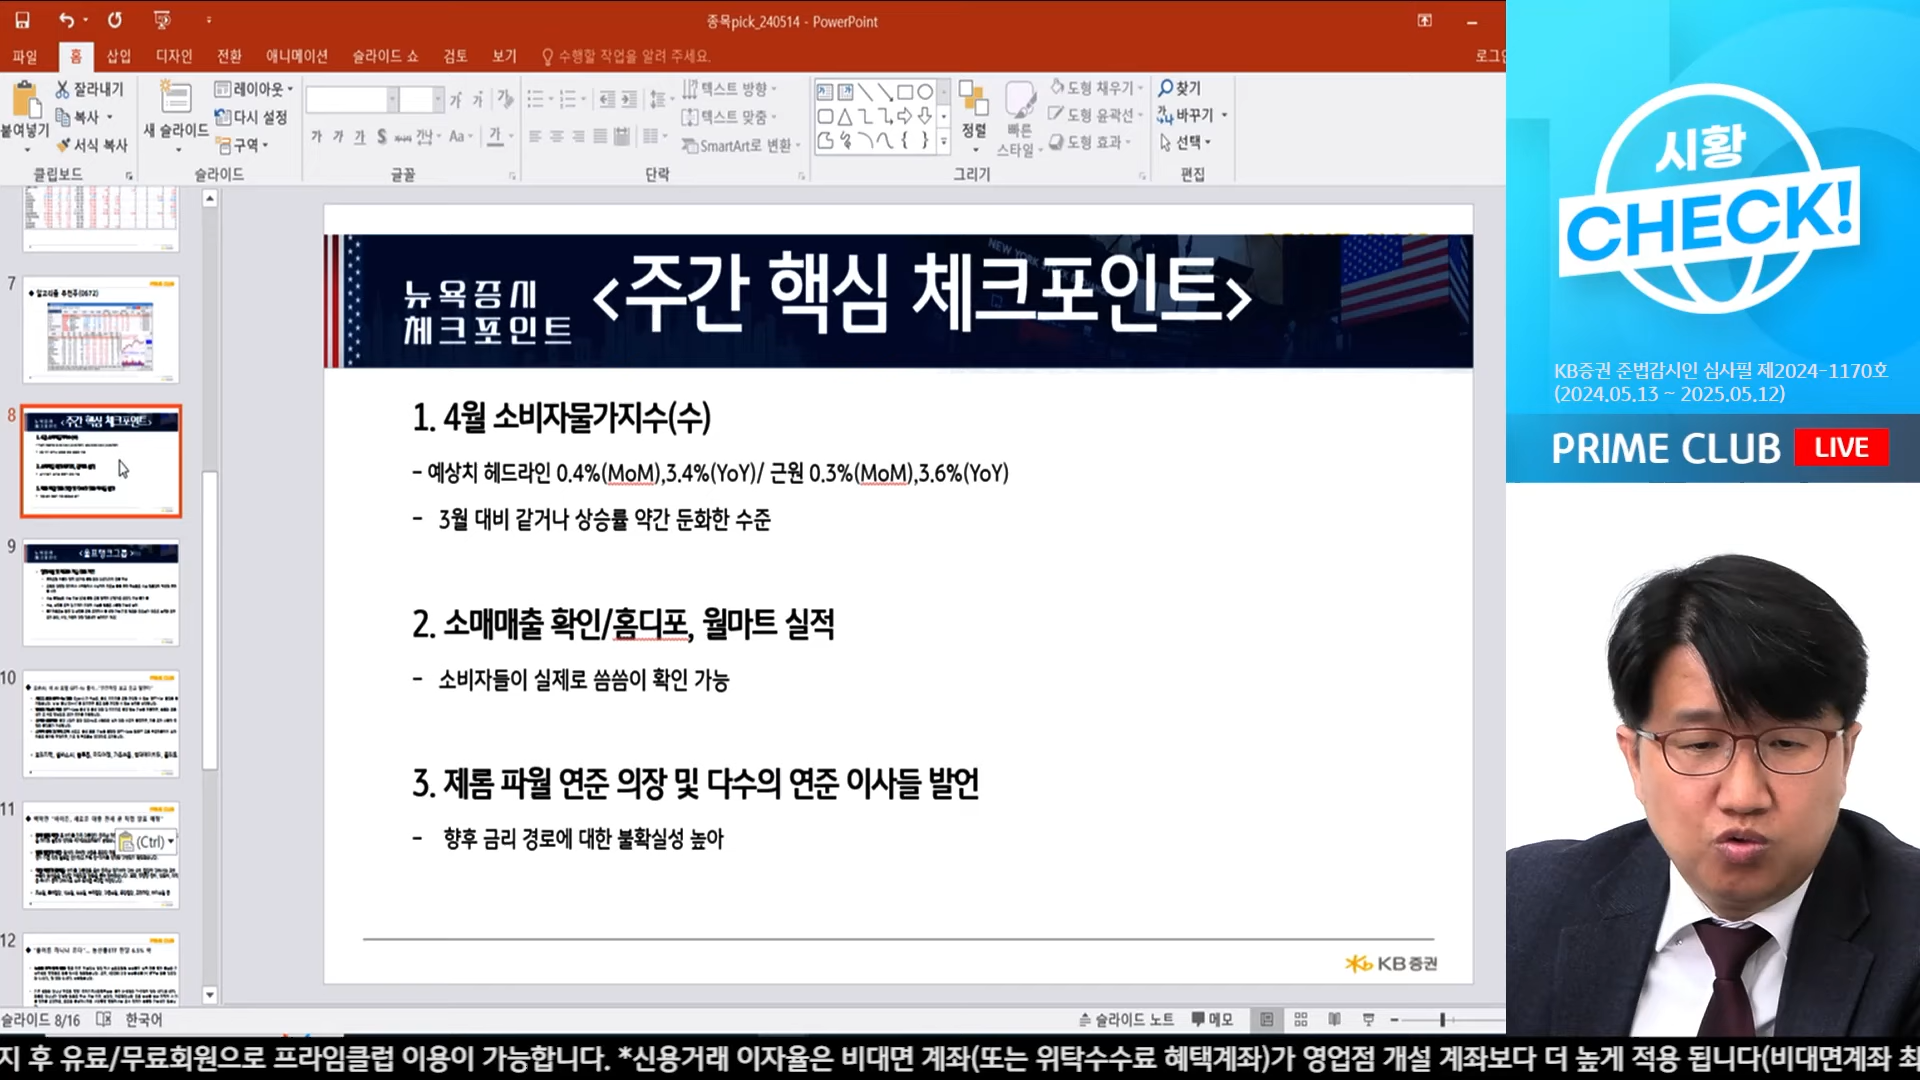 종목pick_240514 - PowerPoint
파일 홈 삽입 디자인 전환 애니메이션 슬라이드 쇼 검토 보기 수행할 작업을 알려 주세요.
잘라내기
복사
서식 복사
붙여넣기
클립보드
새 슬라이드
레이아웃
다시 설정
구역
슬라이드
글꼴
텍스트 방향
텍스트 맞춤
SmartArt로 변환
단락
정렬
빠른
스타일
도형 채우기
도형 윤곽선
도형 효과
그리기
찾기
바꾸기
선택
편집
7
8
9
10
11
12
(Ctrl)
뉴욕증시
체크포인트
<주간 핵심 체크포인트>
1. 4월 소비자물가지수(수)
- 예상치 헤드라인 0.4%(MoM),3.4%(YoY)/ 근원 0.3%(MoM),3.6%(YoY)
- 3월 대비 같거나 상승률 약간 둔화한 수준
2. 소매매출 확인/홈디포, 월마트 실적
- 소비자들이 실제로 씀씀이 확인 가능
3. 제롬 파월 연준 의장 및 다수의 연준 이사들 발언
- 향후 금리 경로에 대한 불확실성 높아
KB증권
슬라이드 8/16 한국어
슬라이드 노트 메모
시황
CHECK!
KB증권 준법감시인 심사필 제2024-1170호
(2024.05.13 ~ 2025.05.12)
PRIME CLUB LIVE
지 후 유료/무료회원으로 프라임클럽 이용이 가능합니다. *신용거래 이자율은 비대면 계좌(또는 위탁수수료 혜택계좌)가 영업점 개설 계좌보다 더 높게 적용 됩니다(비대면계좌 최